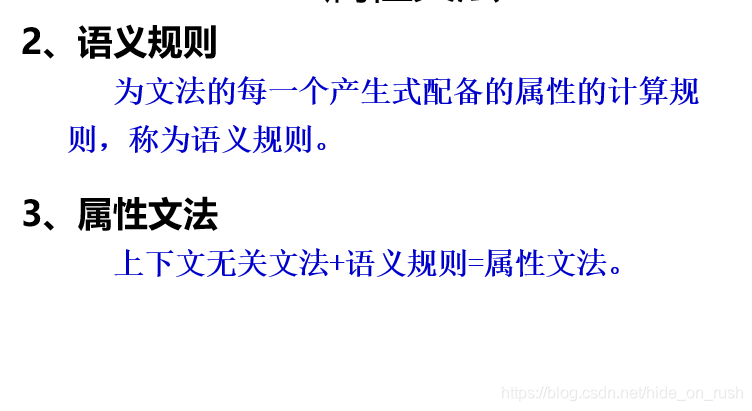 2、语义规则
为文法的每一个产生式配备的属性的计算规
则，称为语义规则。
3、属性文法
上下文无关文法+语义规则=属性文法。
https://blog.csdn.net/hide_on_rush